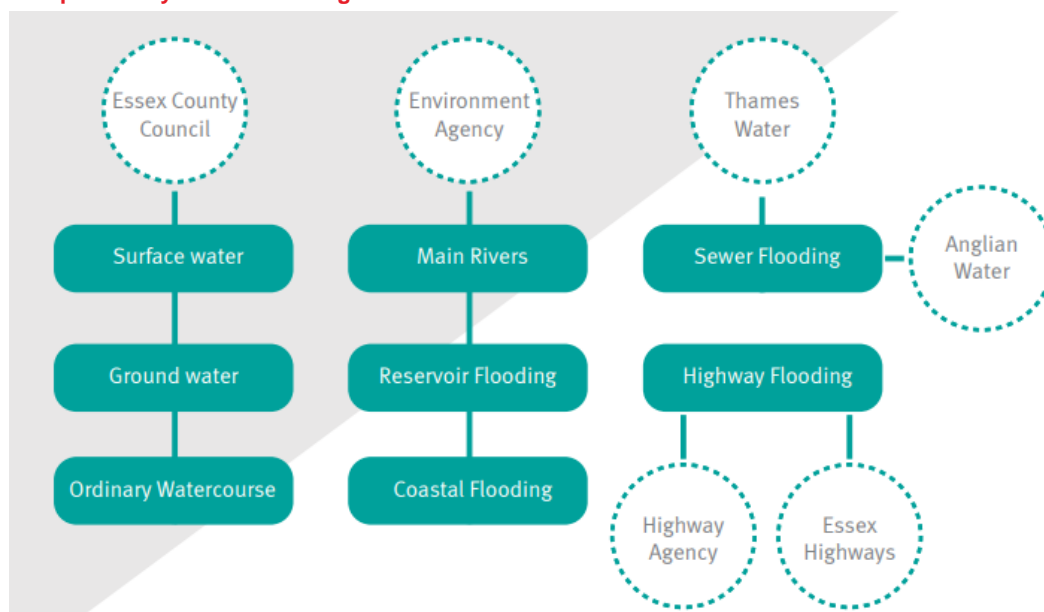 Essex County
Council
Environment
Agency
Thames
Water
Surface water
Main Rivers
Sewer Flooding
Anglian
Water
Ground water
Reservoir Flooding
Highway Flooding
Ordinary Watercourse
Coastal Flooding
Highway
Agency
Essex
Highways